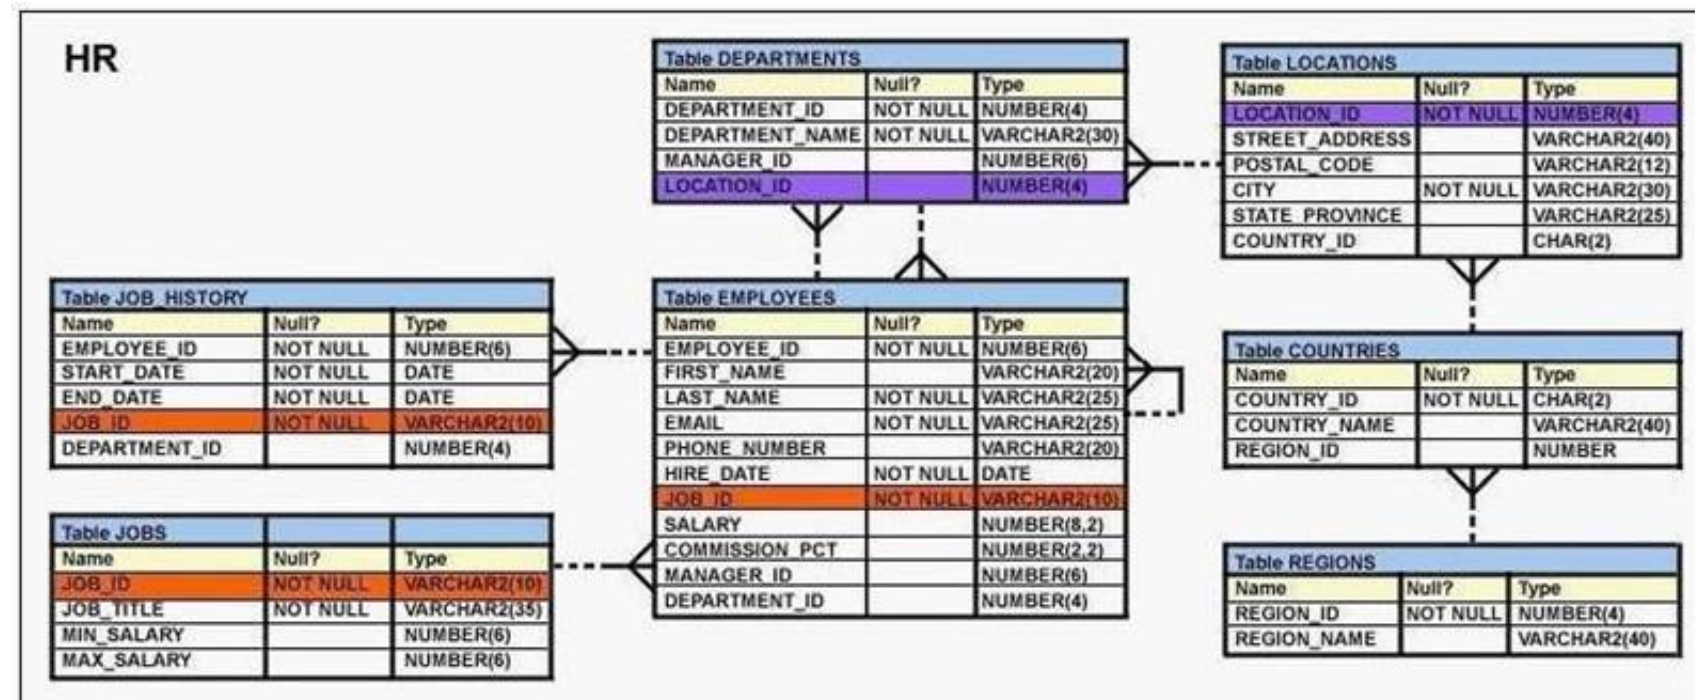 HR
Table DEPARTMENTS
Name Null? Type
DEPARTMENT_ID NOT NULL NUMBER(4)
DEPARTMENT_NAME NOT NULL VARCHAR2(30)
MANAGER_ID NUMBER(6)
LOCATION_ID NUMBER(4)
Table LOCATIONS
Name Null? Type
LOCATION_ID NOT NULL NUMBER(4)
STREET_ADDRESS VARCHAR2(40)
POSTAL_CODE VARCHAR2(12)
CITY NOT NULL VARCHAR2(30)
STATE_PROVINCE VARCHAR2(25)
COUNTRY_ID CHAR(2)
Table JOB_HISTORY
Name Null? Type
EMPLOYEE_ID NOT NULL NUMBER(6)
START_DATE NOT NULL DATE
END_DATE NOT NULL DATE
JOB_ID NOT NULL VARCHAR2(10)
DEPARTMENT_ID NUMBER(4)
Table EMPLOYEES
Name Null? Type
EMPLOYEE_ID NOT NULL NUMBER(6)
FIRST_NAME VARCHAR2(20)
LAST_NAME NOT NULL VARCHAR2(25)
EMAIL NOT NULL VARCHAR2(25)
PHONE_NUMBER VARCHAR2(20)
HIRE_DATE NOT NULL DATE
JOB_ID NOT NULL VARCHAR2(10)
SALARY NUMBER(8,2)
COMMISSION_PCT NUMBER(2,2)
MANAGER_ID NUMBER(6)
DEPARTMENT_ID NUMBER(4)
Table COUNTRIES
Name Null? Type
COUNTRY_ID NOT NULL CHAR(2)
COUNTRY_NAME VARCHAR2(40)
REGION_ID NUMBER
Table JOBS
Name Null? Type
JOB_ID NOT NULL VARCHAR2(10)
JOB_TITLE NOT NULL VARCHAR2(35)
MIN_SALARY NUMBER(6)
MAX_SALARY NUMBER(6)
Table REGIONS
Name Null? Type
REGION_ID NOT NULL NUMBER(4)
REGION_NAME VARCHAR2(40)